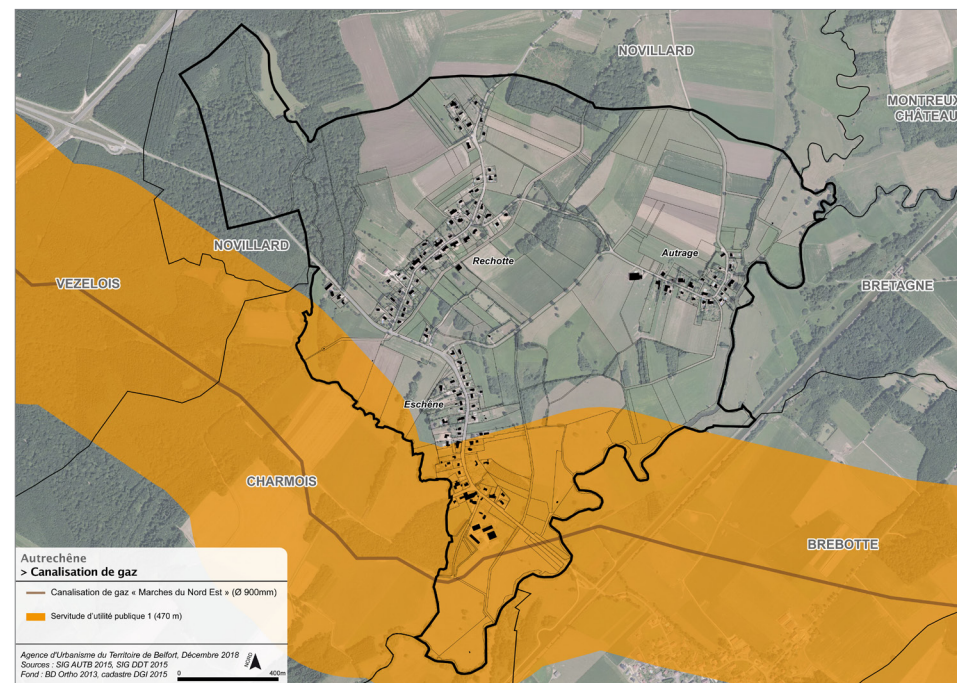 NOVILLARD
MONTREUX
CHÂTEAU
NOVILLARD
Rechotte
Autrage
VEZELOIS
BRETAGNE
Eschêne
CHARMOIS
BREBOTTE
Autrechêne
> Canalisation de gaz
Canalisation de gaz « Marches du Nord Est » (Ø 900mm)
Servitude d'utilité publique 1 (470 m)
Agence d'Urbanisme du Territoire de Belfort, Décembre 2018
Sources : SIG AUTB 2015, SIG DDT 2015
Fond : BD Ortho 2013, cadastre DGI 2015
NORD
0 400m